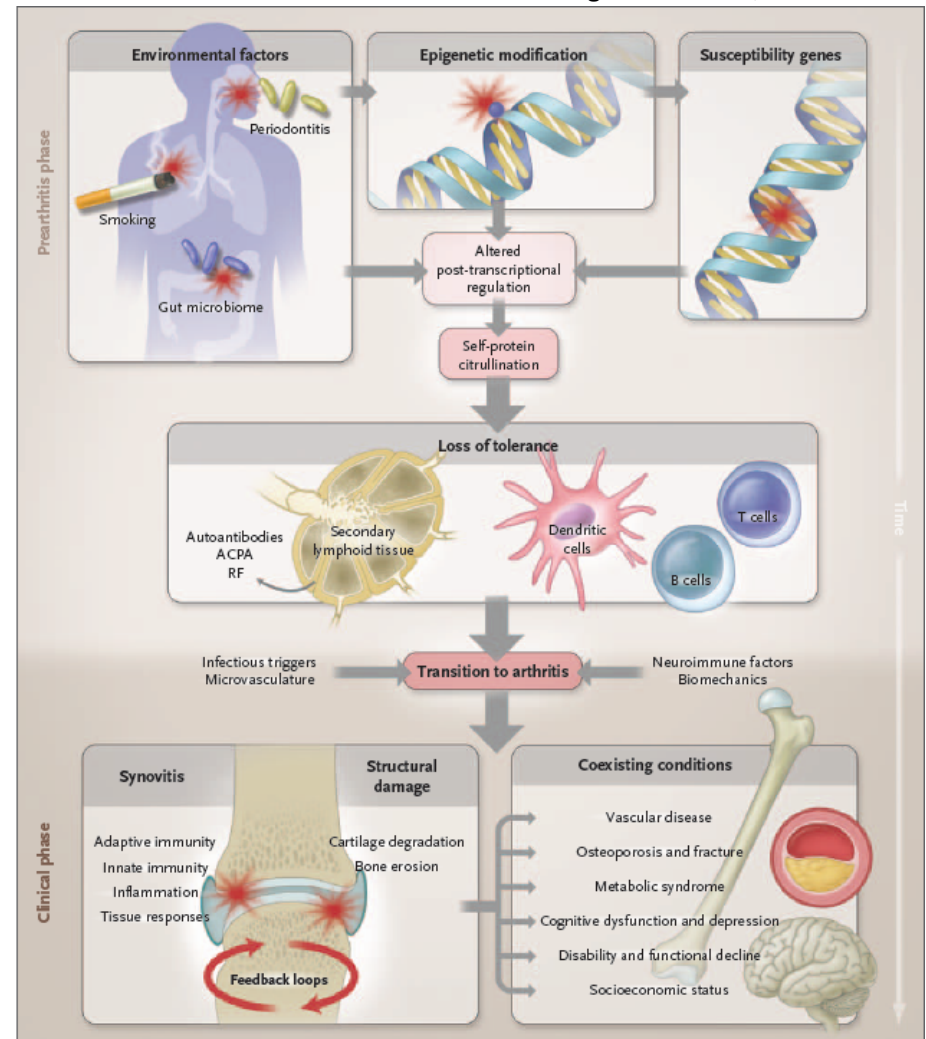 Prearthritis phase
Environmental factors
Periodontitis
Smoking
Gut microbiome
Epigenetic modification
Susceptibility genes
Altered
post-transcriptional
regulation
Self-protein
citrullination
Loss of tolerance
Autoantibodies
ACPA
RF
Secondary
lymphoid tissue
Dendritic
cells
B cells
T cells
Time
Infectious triggers
Microvasculature
Transition to arthritis
Neuroimmune factors
Biomechanics
Clinical phase
Synovitis
Adaptive immunity
Innate immunity
Inflammation
Tissue responses
Structural
damage
Cartilage degradation
Bone erosion
Feedback loops
Coexisting conditions
Vascular disease
Osteoporosis and fracture
Metabolic syndrome
Cognitive dysfunction and depression
Disability and functional decline
Socioeconomic status